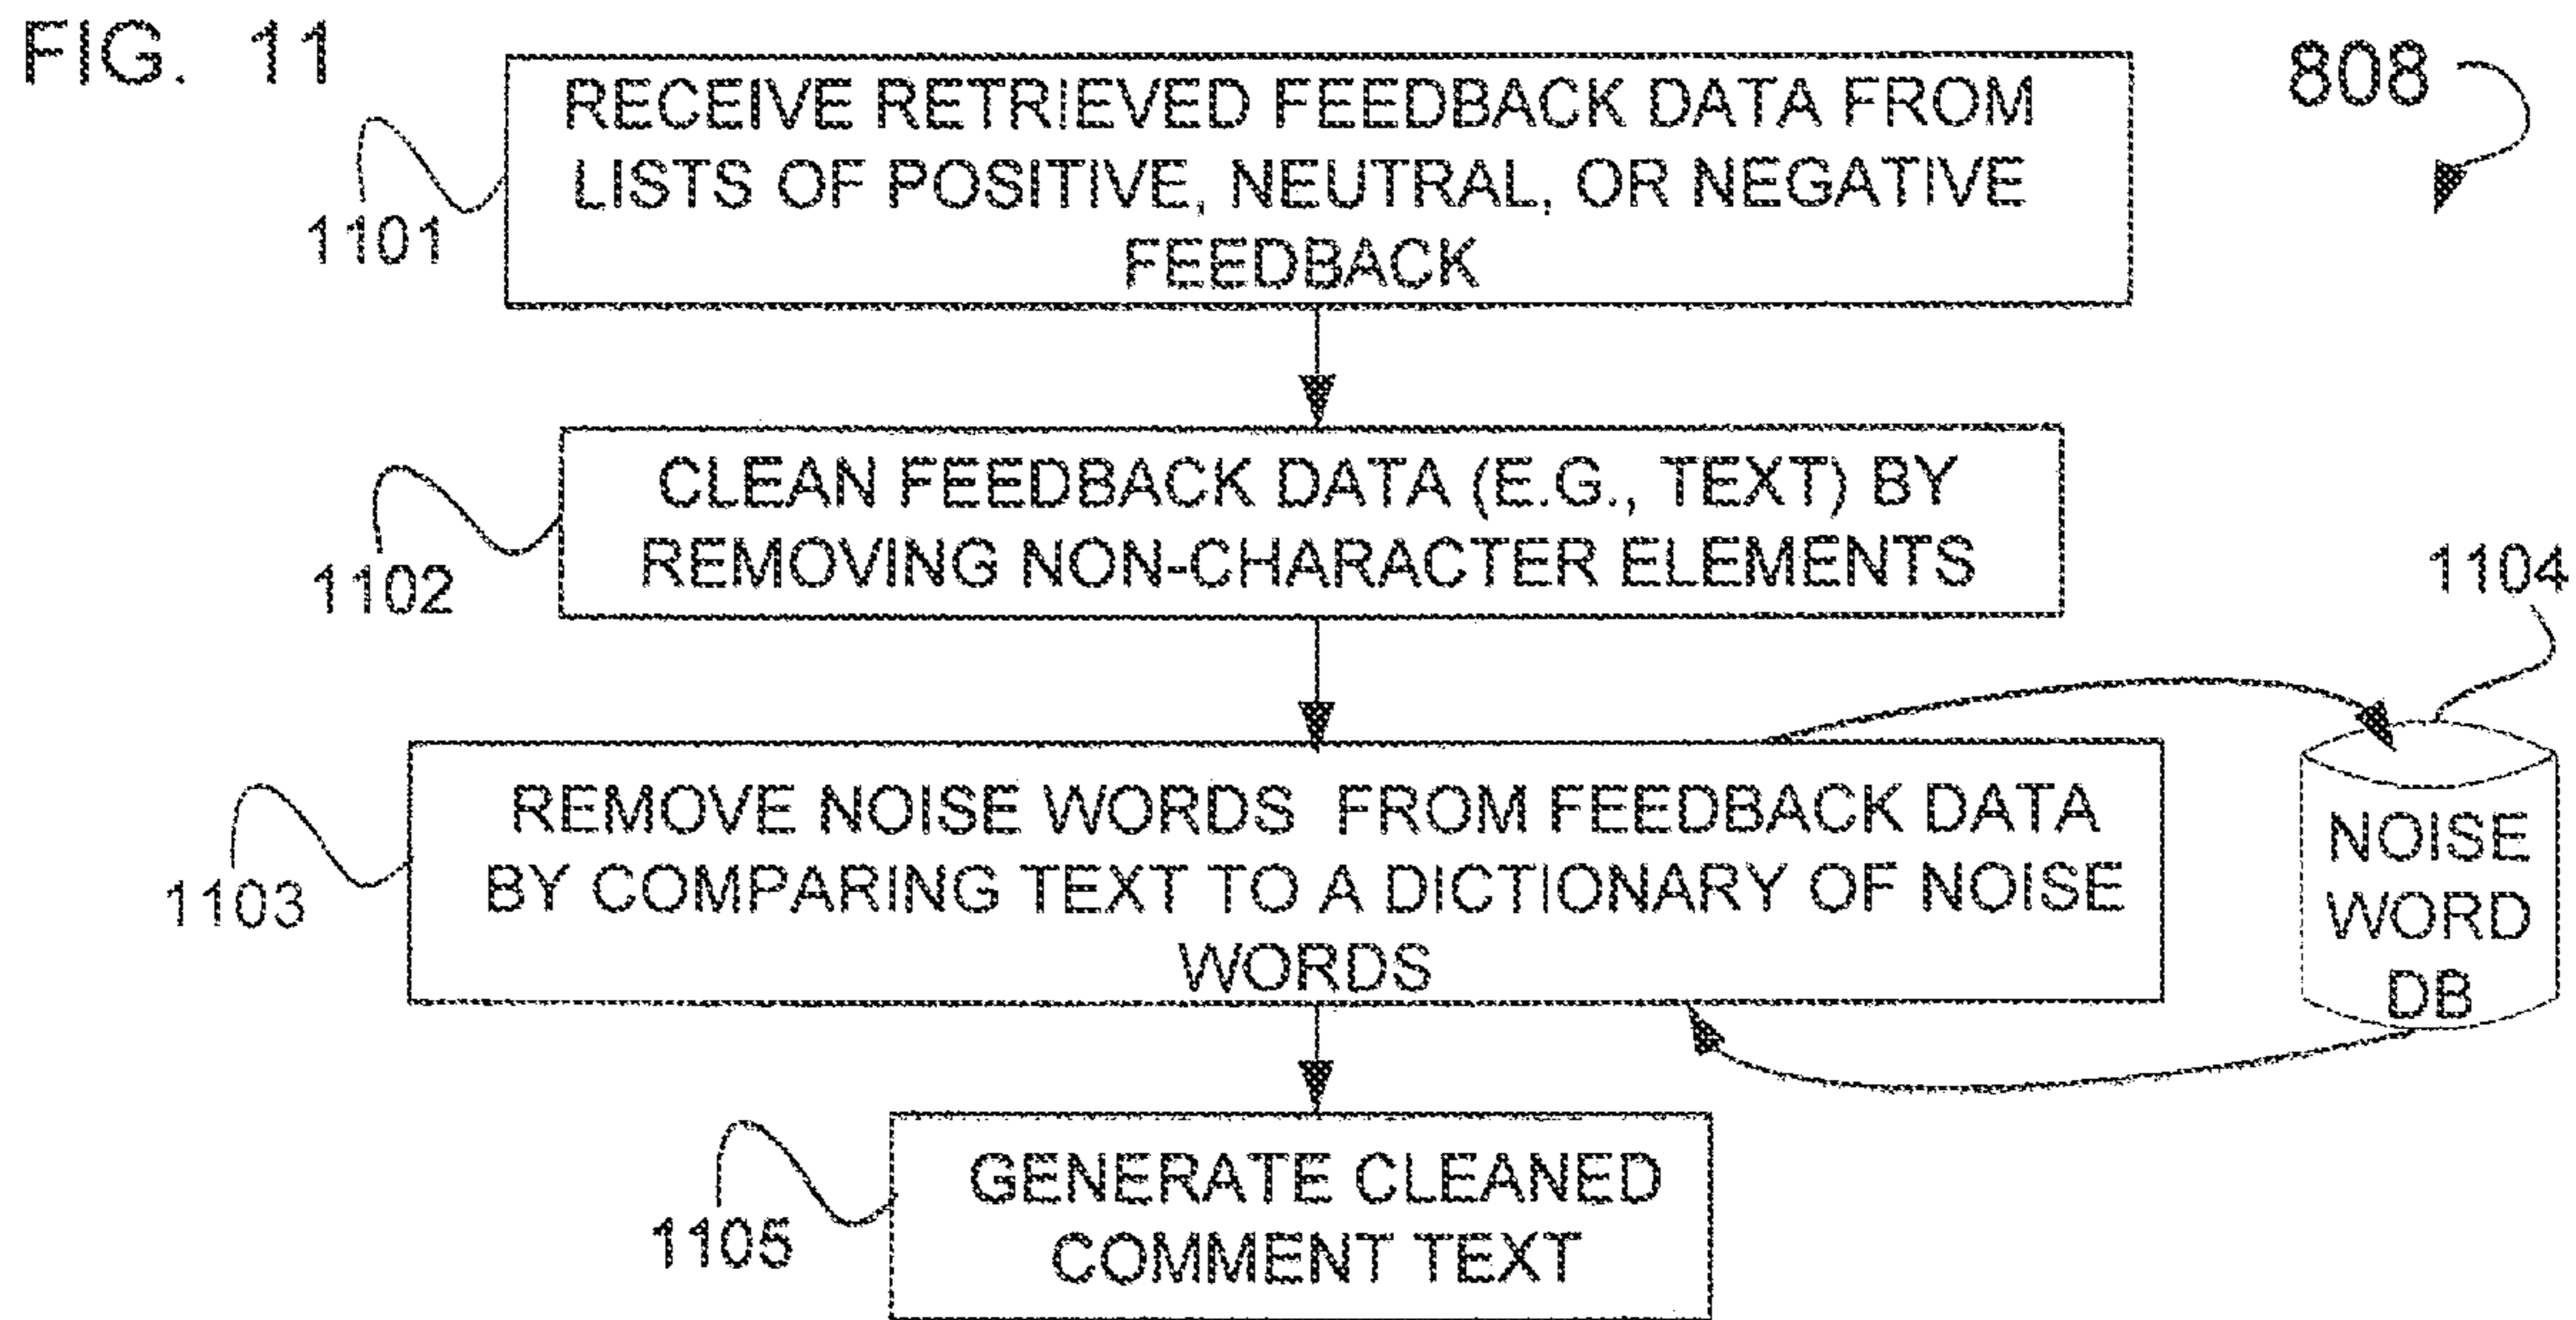 FIG. 11
808
RECEIVE RETRIEVED FEEDBACK DATA FROM
LISTS OF POSITIVE, NEUTRAL, OR NEGATIVE
FEEDBACK
1101
CLEAN FEEDBACK DATA (E.G., TEXT) BY
REMOVING NON-CHARACTER ELEMENTS
1102
1104
REMOVE NOISE WORDS FROM FEEDBACK DATA
BY COMPARING TEXT TO A DICTIONARY OF NOISE
WORDS
1103
NOISE
WORD
DB
GENERATE CLEANED
COMMENT TEXT
1105